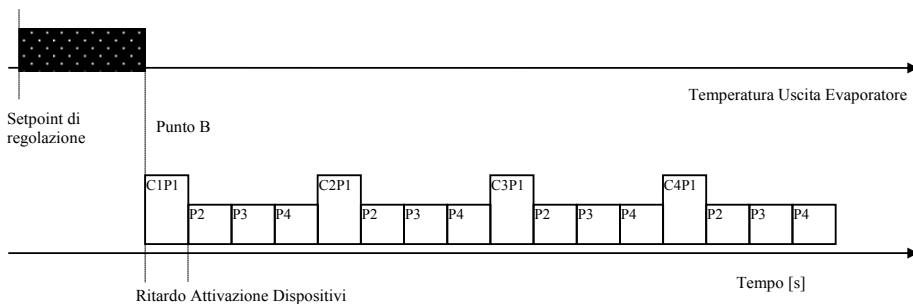 Temperatura Uscita Evaporatore
Setpoint di
regolazione
Punto B
C1P1
P2
P3
P4
C2P1
P2
P3
P4
C3P1
P2
P3
P4
C4P1
P2
P3
P4
Tempo [s]
Ritardo Attivazione Dispositivi